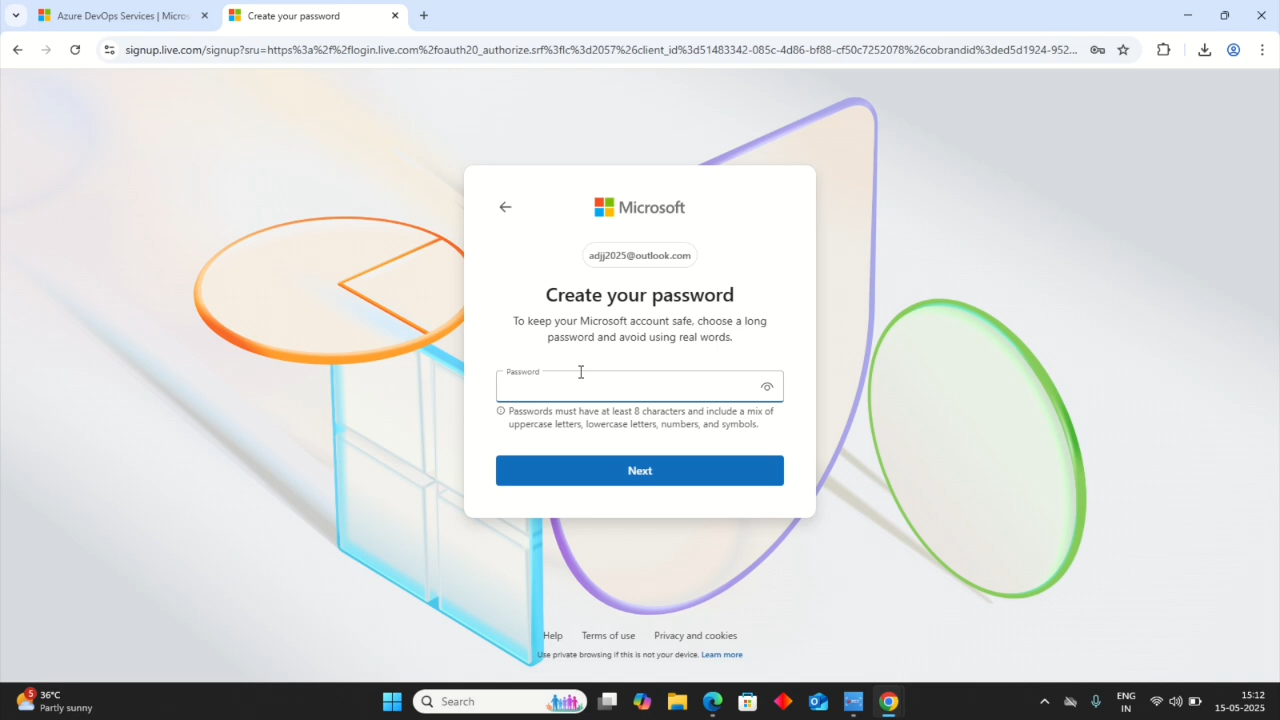 Azure DevOps Services | Micros
Create your password
signup.live.com/signup?sru=https%3a%2f%2flogin.live.com%2foauth20_authorize.srf%3flc%3d2057%26client_id%3d51483342-085c-4d86-bf88-cf50c7252078%26cobrandid%3ded5d1924-952...
Microsoft
adjj2025@outlook.com
Create your password
To keep your Microsoft account safe, choose a long
password and avoid using real words.
Password
Passwords must have at least 8 characters and include a mix of
uppercase letters, lowercase letters, numbers, and symbols.
Next
Help Terms of use Privacy and cookies
Use private browsing if this is not your device. Learn more
5
36°C
Partly sunny
Search
ENG
IN
15:12
15-05-2025